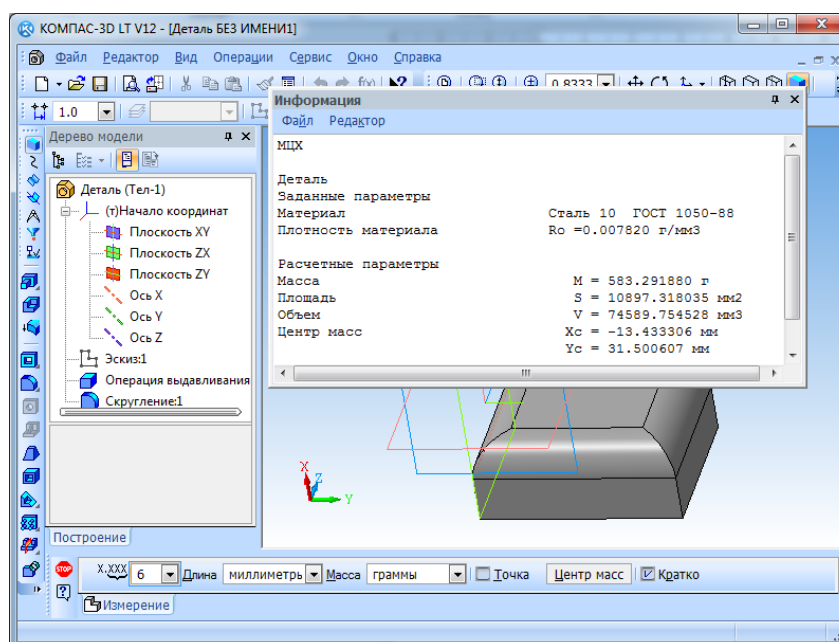 КОМПАС-3D LT V12 - [Деталь БЕЗ ИМЕНИ1]
Файл Редактор Вид Операции Сервис Окно Справка
f(x) 0.8333
1.0
Дерево модели
Деталь (Тел-1)
(т)Начало координат
Плоскость XY
Плоскость ZX
Плоскость ZY
Ось X
Ось Y
Ось Z
Эскиз:1
Операция выдавливания
Скругление:1
Построение
Информация
Файл Редактор
МЦХ
Деталь
Заданные параметры
Материал Сталь 10 ГОСТ 1050-88
Плотность материала Ro =0.007820 г/мм3
Расчетные параметры
Масса M = 583.291880 г
Площадь S = 10897.318035 мм2
Объем V = 74589.754528 мм3
Центр масс Xc = -13.433306 мм
Yc = 31.500607 мм
X
Z
Y
STOP X.XXX 6 Длина миллиметры Масса граммы Точка Центр масс Кратко
Измерение